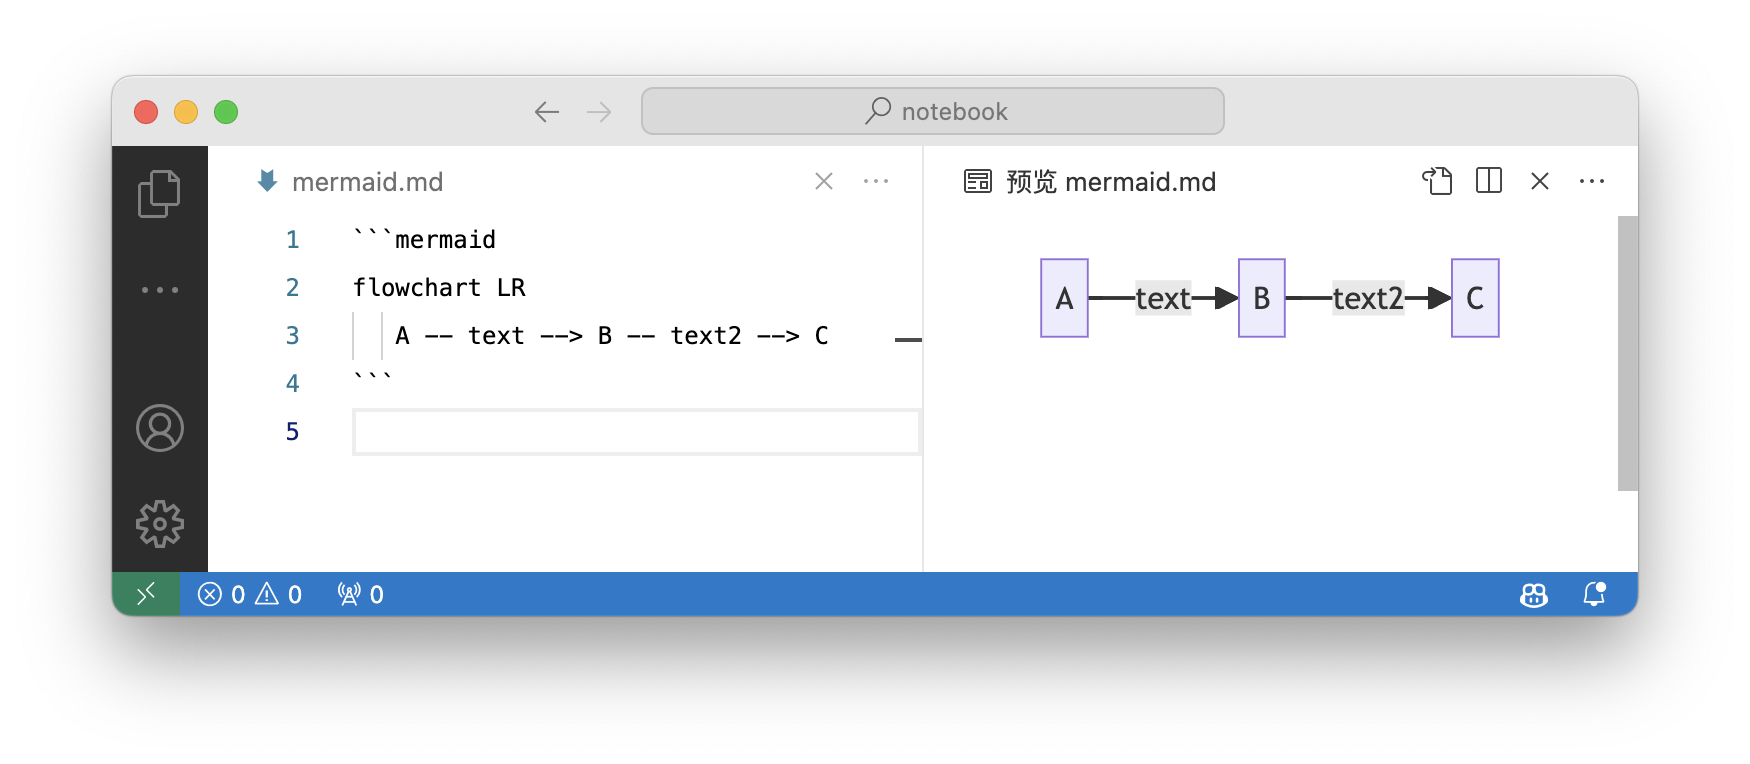 notebook
mermaid.md
1 ```mermaid
2 flowchart LR
3 A -- text --> B -- text2 --> C
4 ```
5
预览 mermaid.md
A text B text2 C
0 0 0